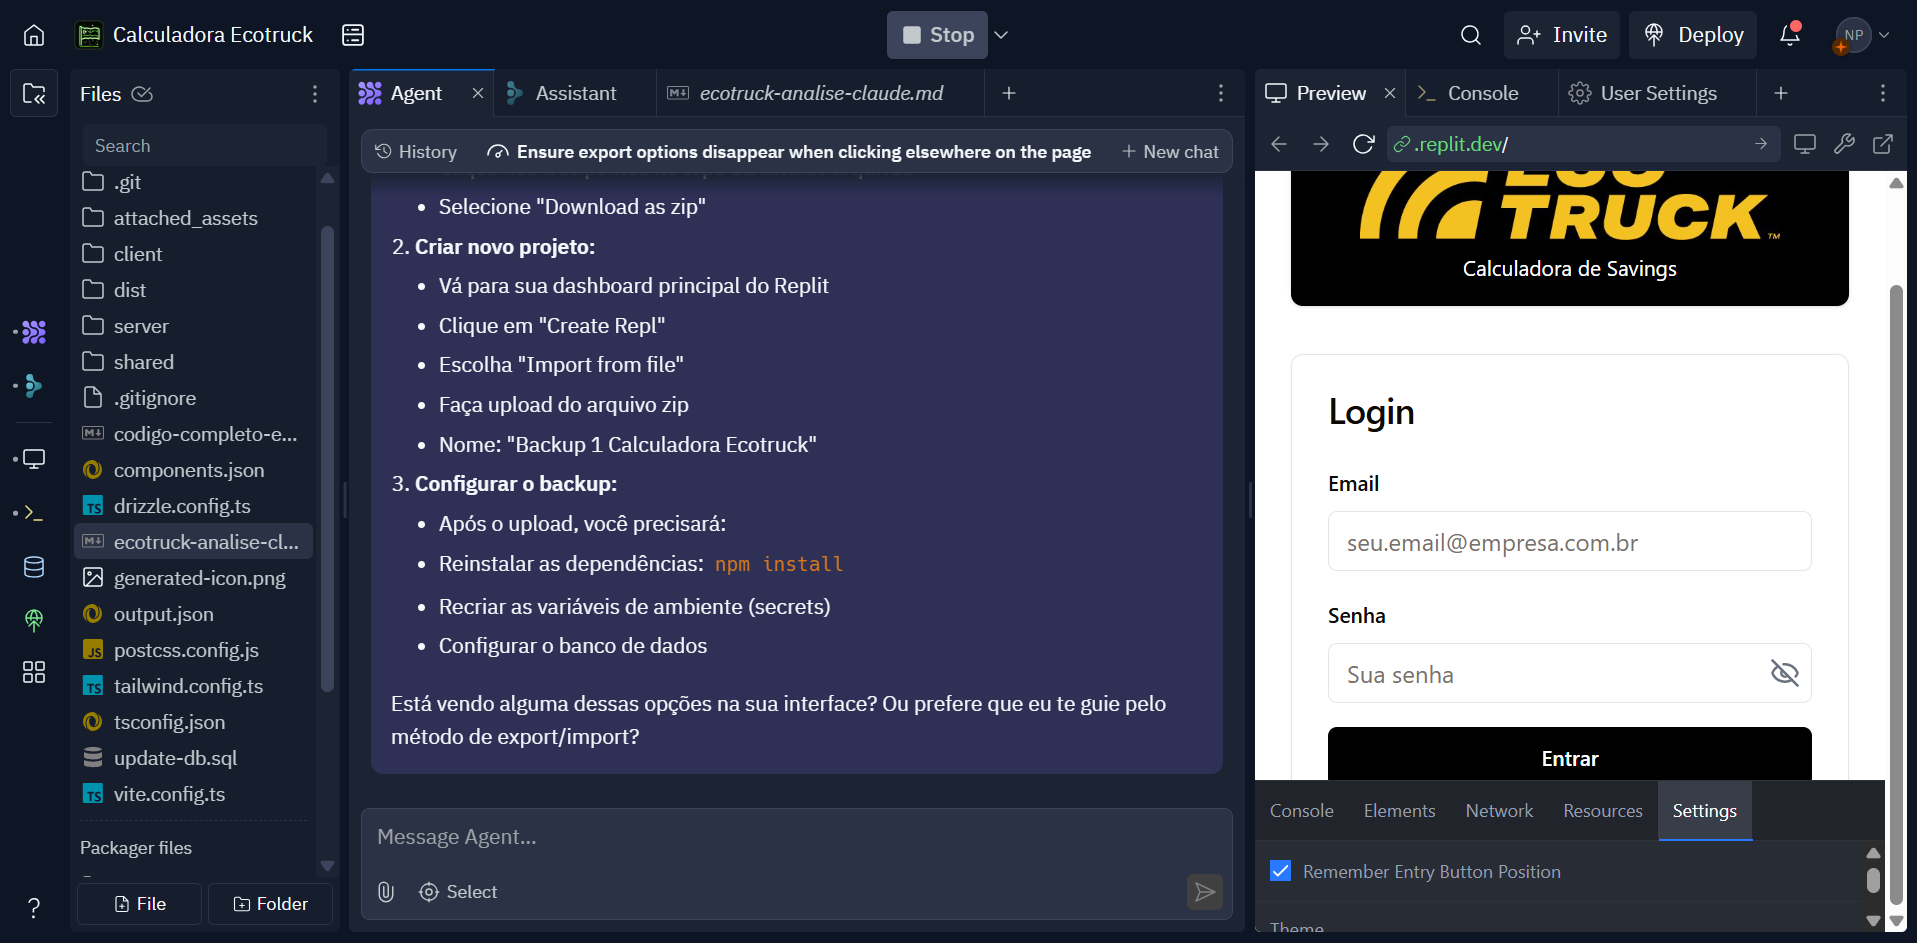 Calculadora Ecotruck
Stop
Invite
Deploy
NP
Files
Search
.git
attached_assets
client
dist
server
shared
.gitignore
codigo-completo-e...
components.json
drizzle.config.ts
ecotruck-analise-cl...
generated-icon.png
output.json
postcss.config.js
tailwind.config.ts
tsconfig.json
update-db.sql
vite.config.ts
Packager files
File
Folder
Agent
Assistant
ecotruck-analise-claude.md
History
Ensure export options disappear when clicking elsewhere on the page
New chat
• Selecione "Download as zip"
2. Criar novo projeto:
• Vá para sua dashboard principal do Replit
• Clique em "Create Repl"
• Escolha "Import from file"
• Faça upload do arquivo zip
• Nome: "Backup 1 Calculadora Ecotruck"
3. Configurar o backup:
• Após o upload, você precisará:
• Reinstalar as dependências: npm install
• Recriar as variáveis de ambiente (secrets)
• Configurar o banco de dados
Está vendo alguma dessas opções na sua interface? Ou prefere que eu te guie pelo
método de export/import?
Message Agent...
Select
Preview
Console
User Settings
.replit.dev/
ECO
TRUCK™
Calculadora de Savings
Login
Email
seu.email@empresa.com.br
Senha
Sua senha
Entrar
Console
Elements
Network
Resources
Settings
Remember Entry Button Position
Theme